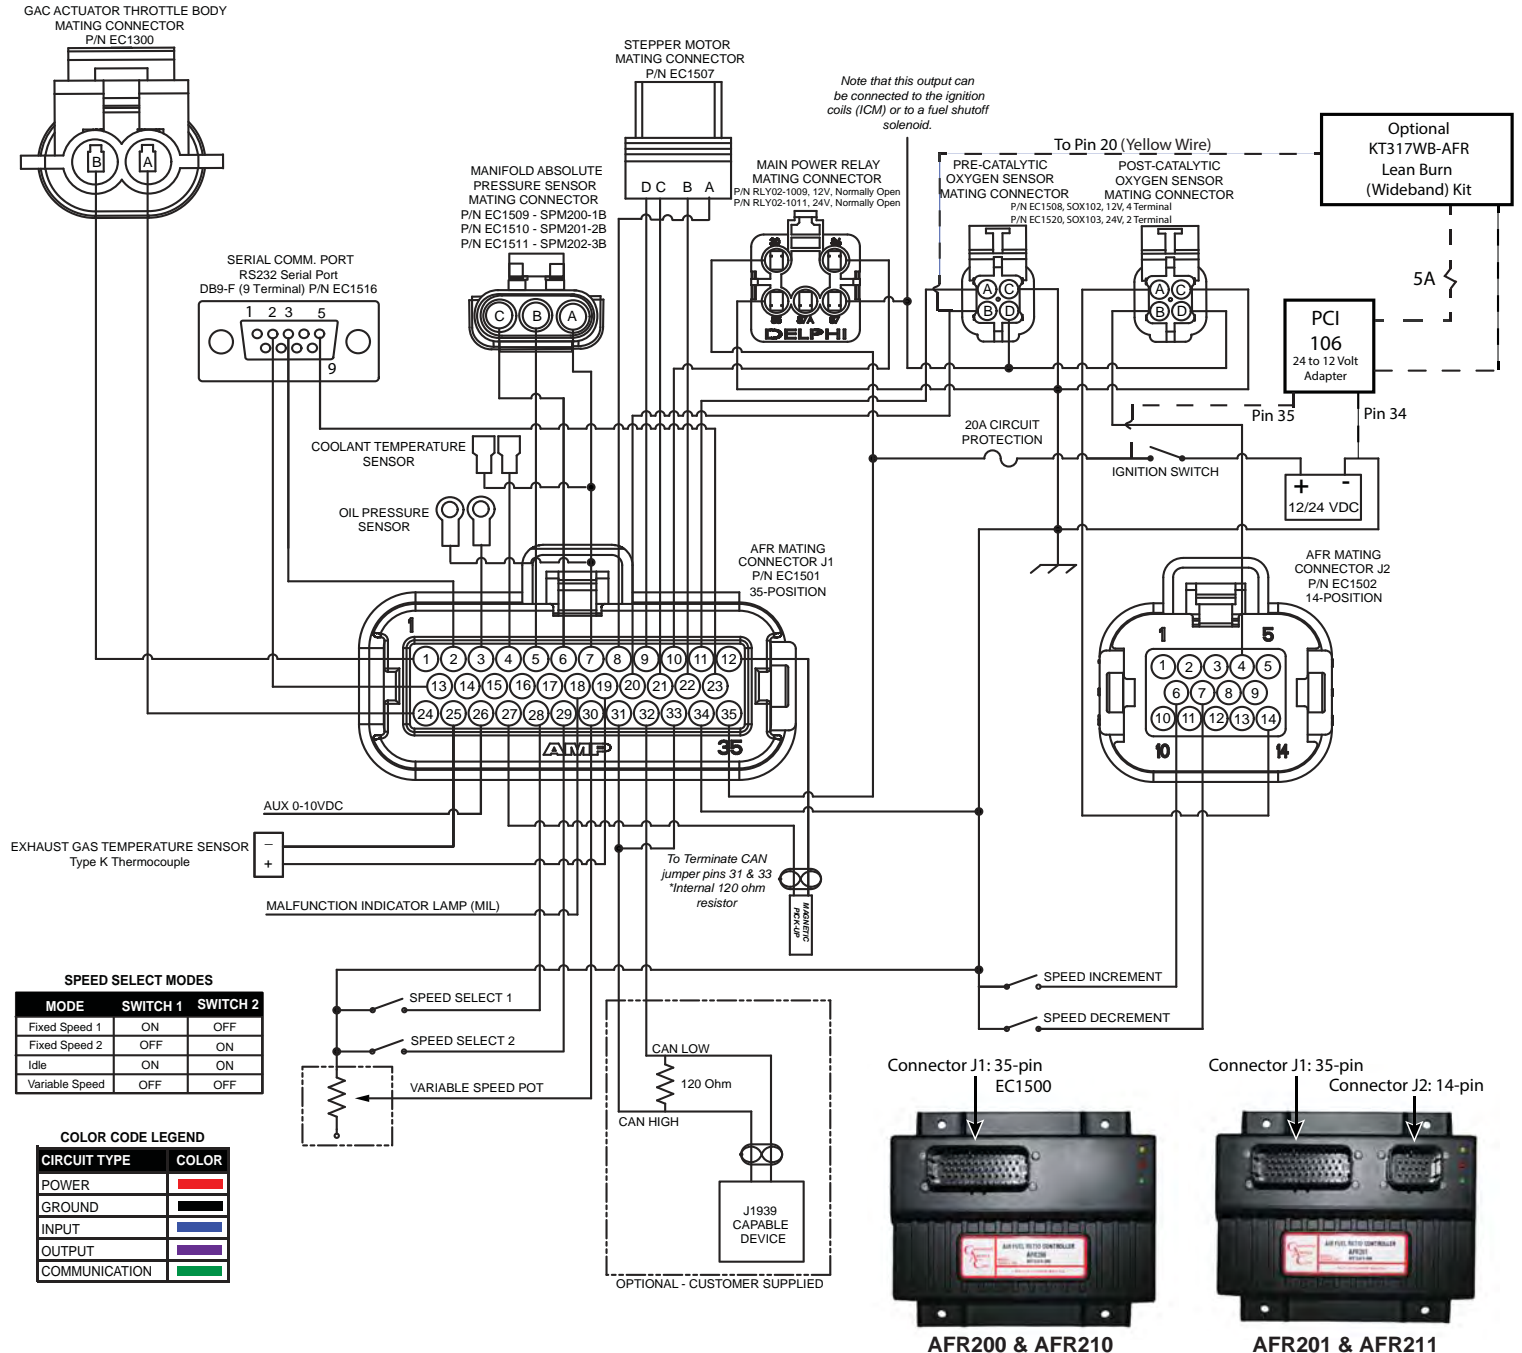 GAC ACTUATOR THROTTLE BODY
MATING CONNECTOR
P/N EC1300
B A
STEPPER MOTOR
MATING CONNECTOR
P/N EC1507
D C B A
Note that this output can
be connected to the ignition
coils (ICM) or to a fuel shutoff
solenoid.
To Pin 20 (Yellow Wire)
Optional
KT317WB-AFR
Lean Burn
(Wideband) Kit
5A
MANIFOLD ABSOLUTE
PRESSURE SENSOR
MATING CONNECTOR
P/N EC1509 - SPM200-1B
P/N EC1510 - SPM201-2B
P/N EC1511 - SPM202-3B
C B A
MAIN POWER RELAY
MATING CONNECTOR
P/N RLY02-1009, 12V, Normally Open
P/N RLY02-1011, 24V, Normally Open
DELPHI
PRE-CATALYTIC
OXYGEN SENSOR
MATING CONNECTOR
POST-CATALYTIC
OXYGEN SENSOR
MATING CONNECTOR
P/N EC1508, SOX102, 12V, 4 Terminal
P/N EC1520, SOX103, 24V, 2 Terminal
A C
B D
A C
B D
PCI
106
24 to 12 Volt
Adapter
Pin 35
Pin 34
SERIAL COMM. PORT
RS232 Serial Port
DB9-F (9 Terminal) P/N EC1516
1 2 3 5
9
COOLANT TEMPERATURE
SENSOR
OIL PRESSURE
SENSOR
20A CIRCUIT
PROTECTION
IGNITION SWITCH
+ -
12/24 VDC
AFR MATING
CONNECTOR J1
P/N EC1501
35-POSITION
1
1 2 3 4 5 6 7 8 9 10 11 12
13 14 15 16 17 18 19 20 21 22 23
24 25 26 27 28 29 30 31 32 33 34 35
AMP
35
AFR MATING
CONNECTOR J2
P/N EC1502
14-POSITION
1 5
1 2 3 4 5
6 7 8 9
10 11 12 13 14
10 14
AUX 0-10VDC
EXHAUST GAS TEMPERATURE SENSOR
Type K Thermocouple
–
+
MALFUNCTION INDICATOR LAMP (MIL)
To Terminate CAN
jumper pins 31 & 33
*Internal 120 ohm
resistor
MAGNETIC
PICK-UP
SPEED SELECT 1
SPEED SELECT 2
VARIABLE SPEED POT
SPEED INCREMENT
SPEED DECREMENT
CAN LOW
120 Ohm
CAN HIGH
J1939
CAPABLE
DEVICE
OPTIONAL - CUSTOMER SUPPLIED
SPEED SELECT MODES
MODE SWITCH 1 SWITCH 2
Fixed Speed 1 ON OFF
Fixed Speed 2 OFF ON
Idle ON ON
Variable Speed OFF OFF
COLOR CODE LEGEND
CIRCUIT TYPE COLOR
POWER
GROUND
INPUT
OUTPUT
COMMUNICATION
Connector J1: 35-pin
EC1500
AIR FUEL RATIO CONTROLLER
AFR200 & AFR210
Connector J1: 35-pin
Connector J2: 14-pin
AIR FUEL RATIO CONTROLLER
AFR201 & AFR211